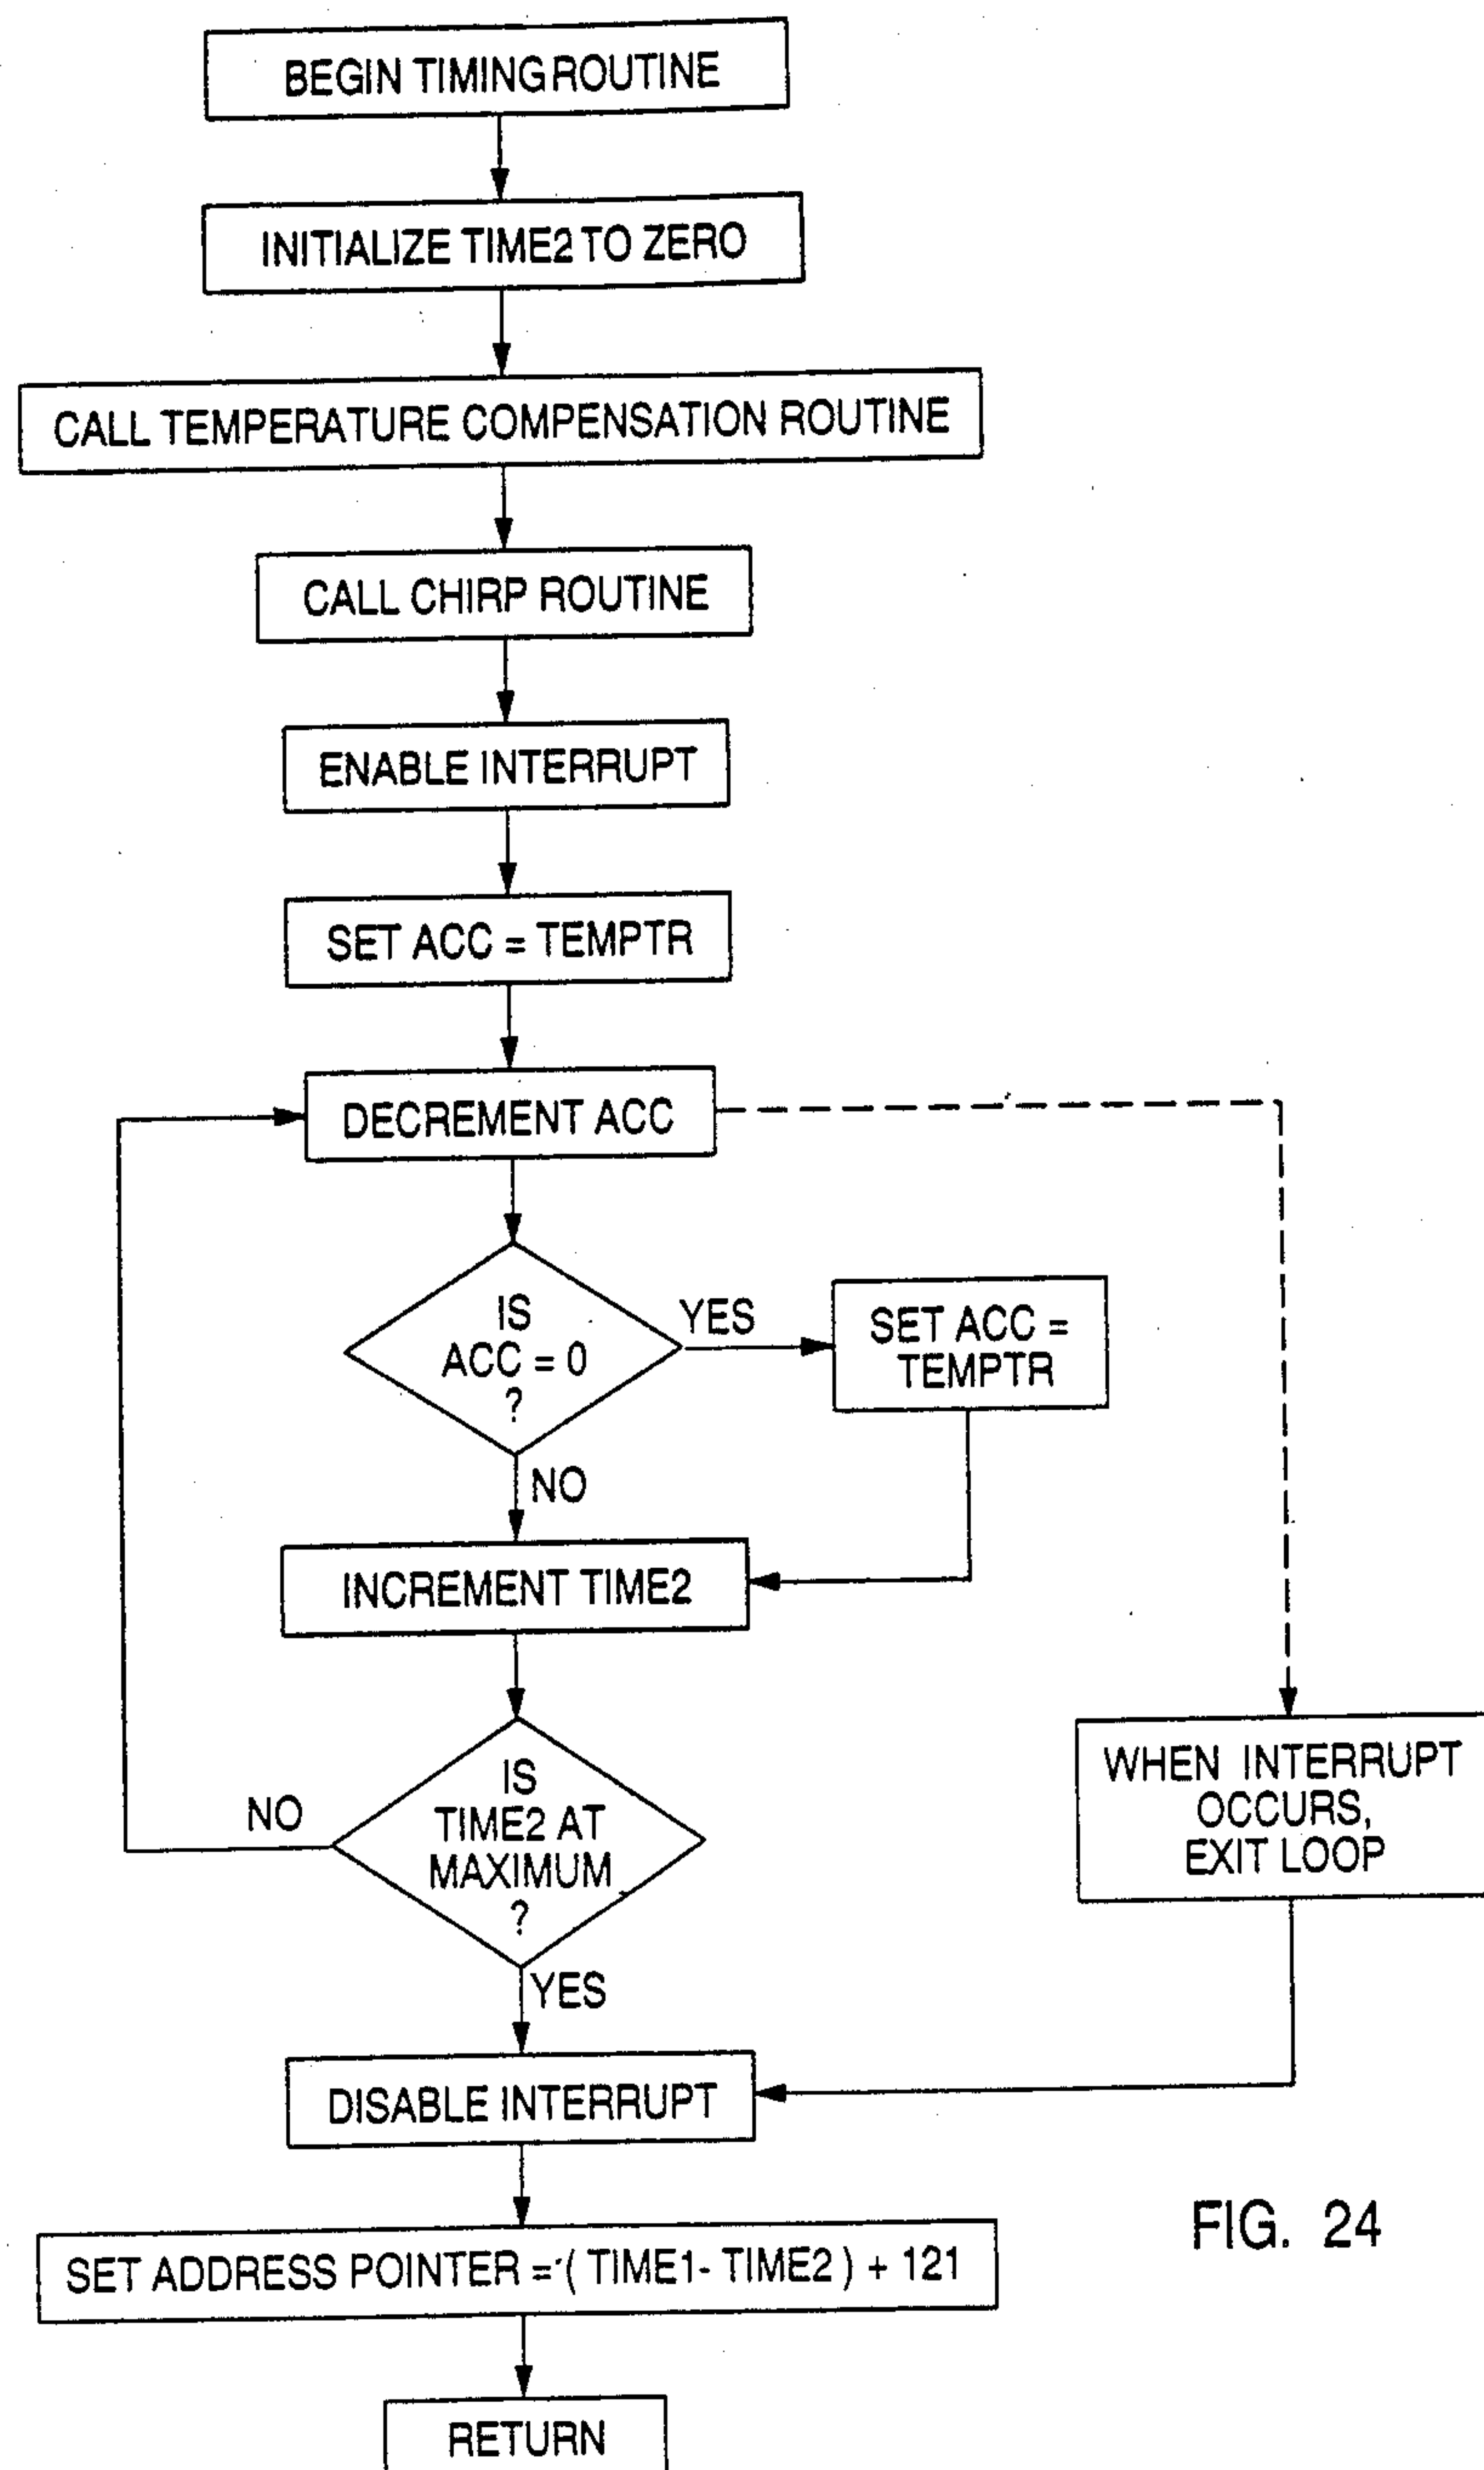 BEGIN TIMING ROUTINE
INITIALIZE TIME2 TO ZERO
CALL TEMPERATURE COMPENSATION ROUTINE
CALL CHIRP ROUTINE
ENABLE INTERRUPT
SET ACC = TEMPTR
DECREMENT ACC
IS
ACC = 0
?
YES
SET ACC =
TEMPTR
NO
INCREMENT TIME2
IS
TIME2 AT
MAXIMUM
?
NO
YES
WHEN INTERRUPT
OCCURS,
EXIT LOOP
DISABLE INTERRUPT
SET ADDRESS POINTER = ( TIME1- TIME2 ) + 121
RETURN
FIG. 24